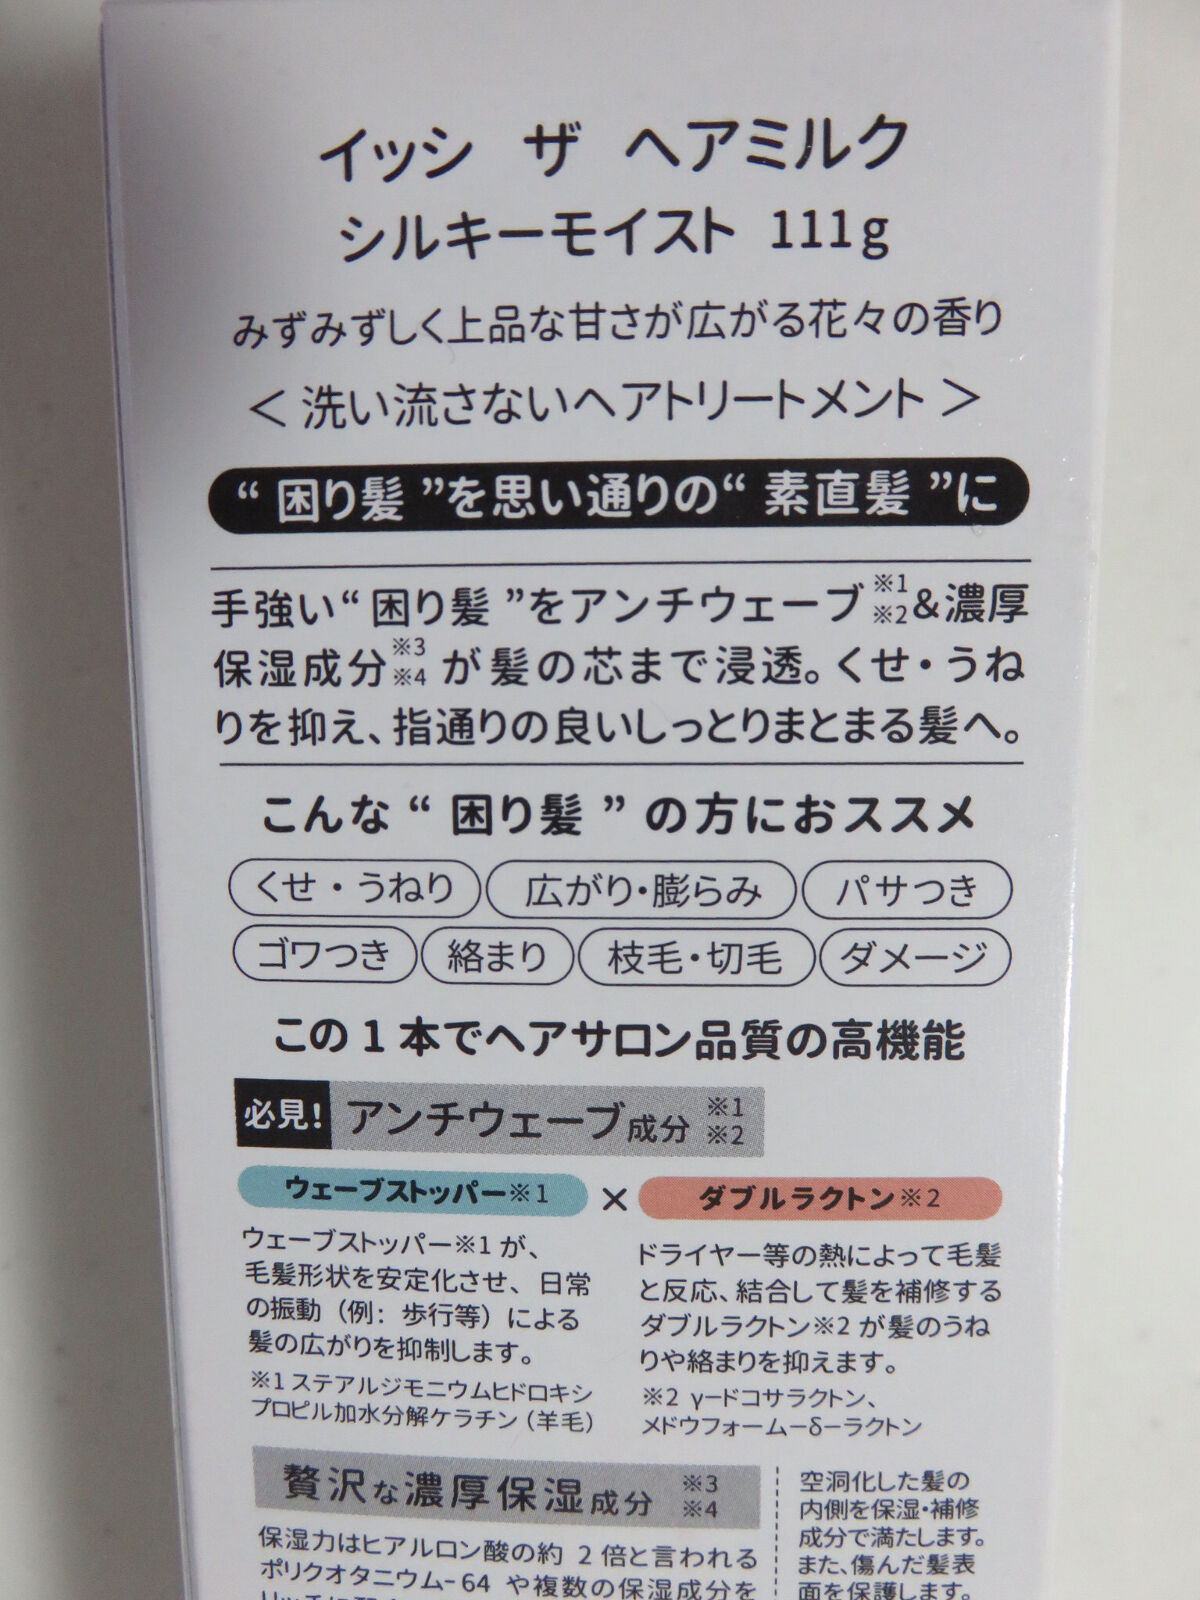 イッシ ザ ヘアミルク
シルキーモイスト 111g
みずみずしく上品な甘さが広がる花々の香り
＜洗い流さないヘアトリートメント＞
“困り髪”を思い通りの“素直髪”に
手強い“困り髪”をアンチウェーブ※1※2&濃厚
保湿成分※3※4が髪の芯まで浸透。くせ・うね
りを抑え、指通りの良いしっとりまとまる髪へ。
こんな“困り髪”の方におススメ
くせ・うねり 広がり・膨らみ パサつき
ゴワつき 絡まり 枝毛・切毛 ダメージ
この1本でヘアサロン品質の高機能
必見! アンチウェーブ成分 ※1※2
ウェーブストッパー※1 × ダブルラクトン※2
ウェーブストッパー※1が、
毛髪形状を安定化させ、日常
の振動（例：歩行等）による
髪の広がりを抑制します。
※1 ステアルジモニウムヒドロキシ
プロピル加水分解ケラチン（羊毛）
ドライヤー等の熱によって毛髪
と反応、結合して髪を補修する
ダブルラクトン※2が髪のうね
りや絡まりを抑えます。
※2 γードコサラクトン、
メドウフォームーδ－ラクトン
贅沢な濃厚保湿成分 ※3※4
保湿力はヒアルロン酸の約 2倍と言われる
ポリクオタニウム-64 や複数の保湿成分を
空洞化した髪の
内側を保湿・補修
成分で満たします。
また、傷んだ髪表
面を保護します。